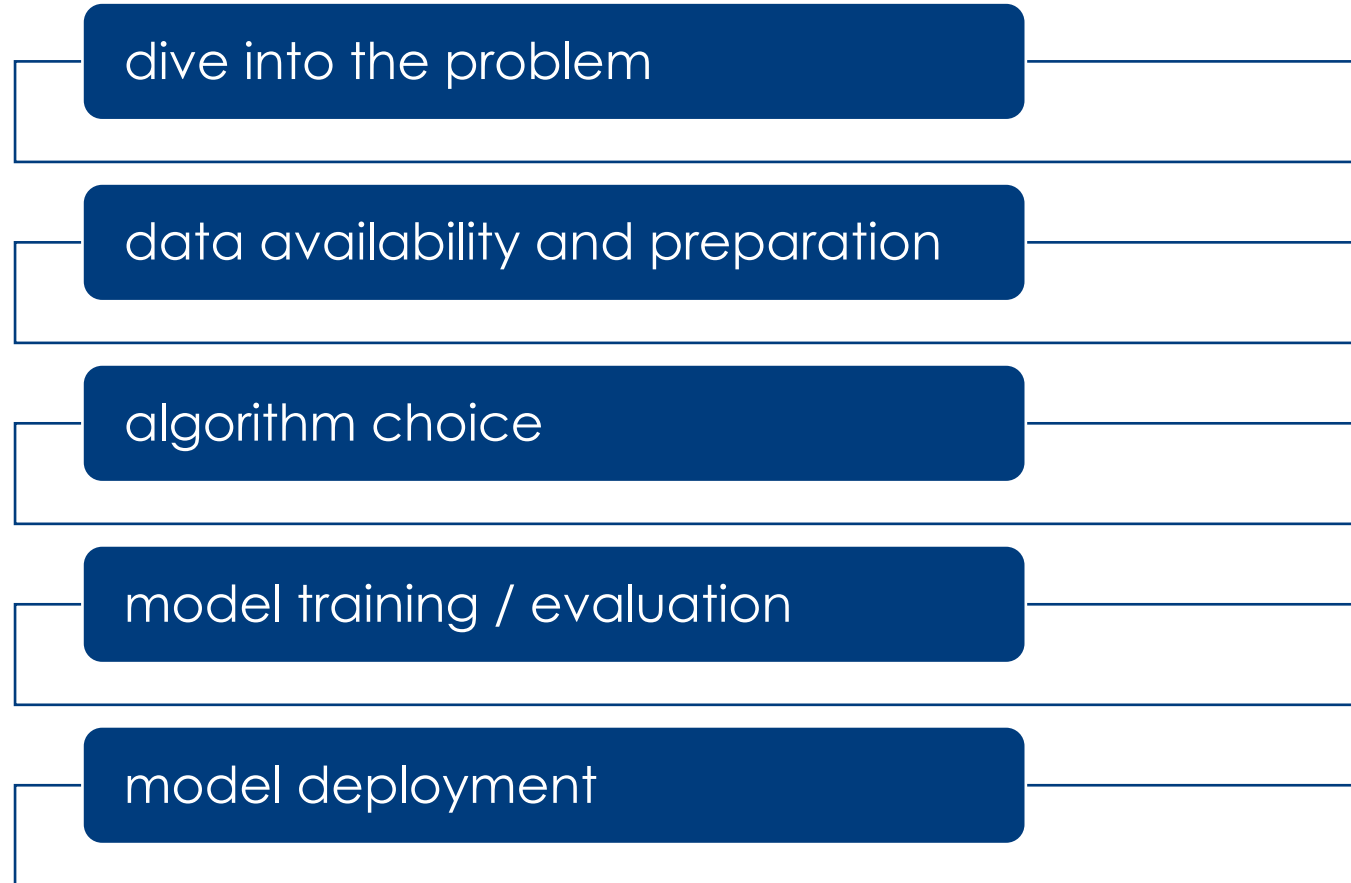 dive into the problem
data availability and preparation
algorithm choice
model training / evaluation
model deployment